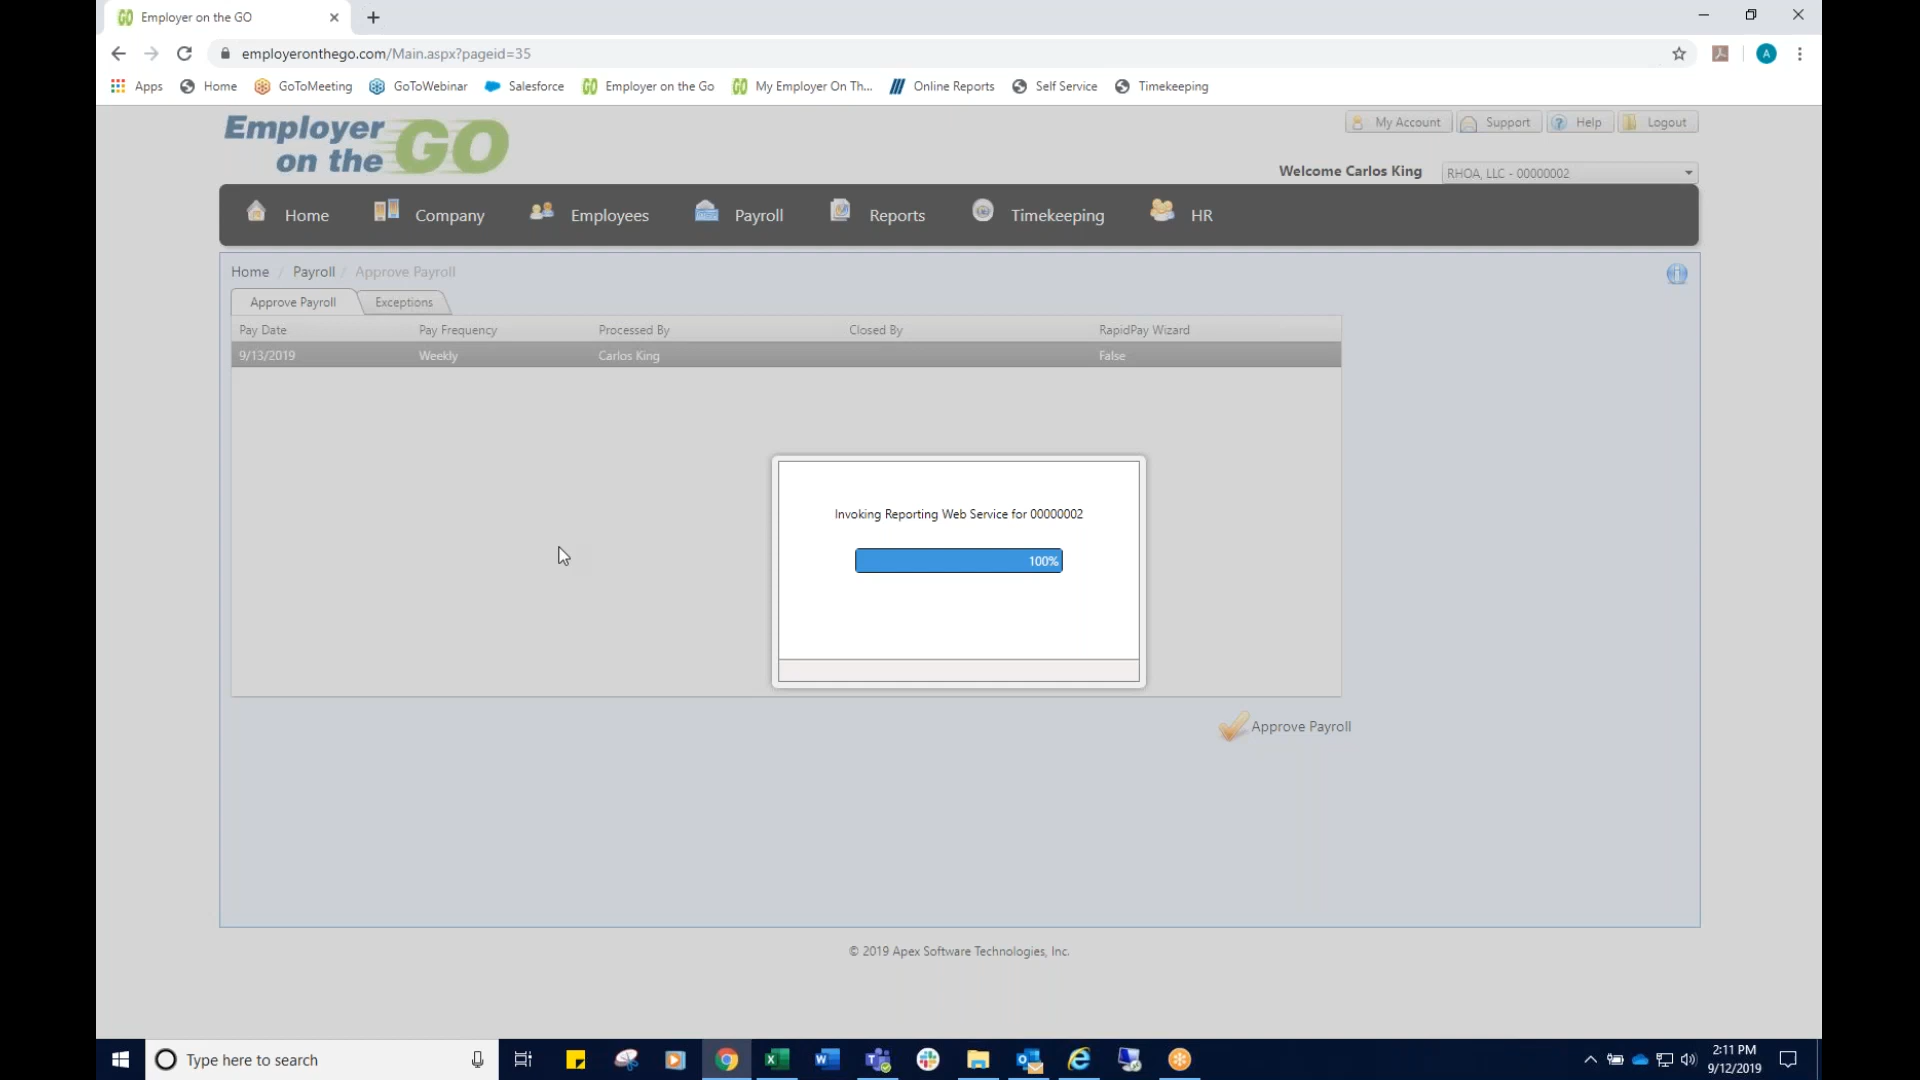 GO Employer on the GO
employeronthego.com/Main.aspx?pageid=35 A
Apps Home GoToMeeting GoToWebinar Salesforce GO Employer on the Go GO My Employer On Th... Online Reports Self Service Timekeeping
Employer
on the GO
My Account Support ? Help Logout
Welcome Carlos King RHOA, LLC - 00000002
Home Company Employees Payroll Reports Timekeeping HR
Home / Payroll / Approve Payroll
Approve Payroll Exceptions
Pay Date Pay Frequency Processed By Closed By RapidPay Wizard
9/13/2019 Weekly Carlos King False
Invoking Reporting Web Service for 00000002
100%
Approve Payroll
© 2019 Apex Software Technologies, Inc.
Type here to search
2:11 PM
9/12/2019